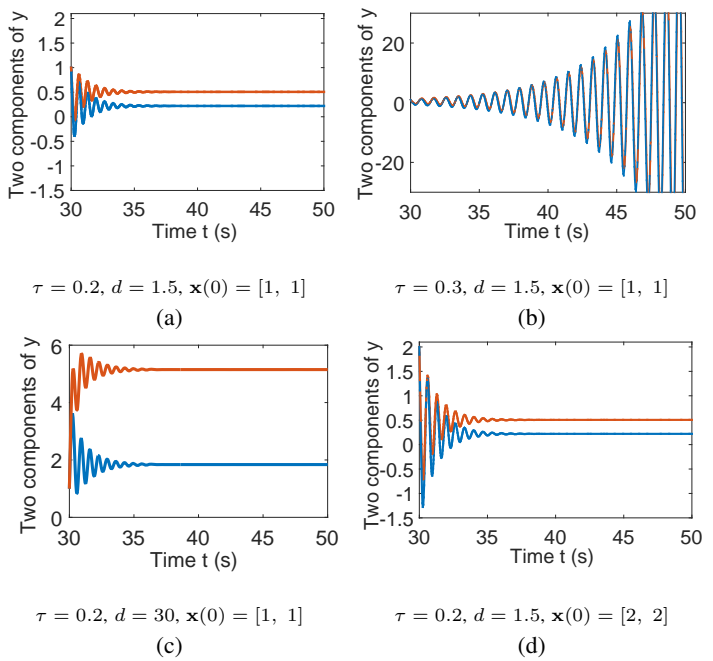 Two components of y
2
1.5
1
0.5
0
-0.5
-1
-1.5
30 35 40 45 50
Time t (s)
τ = 0.2, d = 1.5, x(0) = [1, 1]
(a)
Two components of y
20
0
-20
30 35 40 45 50
Time t (s)
τ = 0.3, d = 1.5, x(0) = [1, 1]
(b)
Two components of y
6
4
2
0
30 35 40 45 50
Time t (s)
τ = 0.2, d = 30, x(0) = [1, 1]
(c)
Two components of y
2
1.5
1
0.5
0
-0.5
-1
-1.5
30 35 40 45 50
Time t (s)
τ = 0.2, d = 1.5, x(0) = [2, 2]
(d)